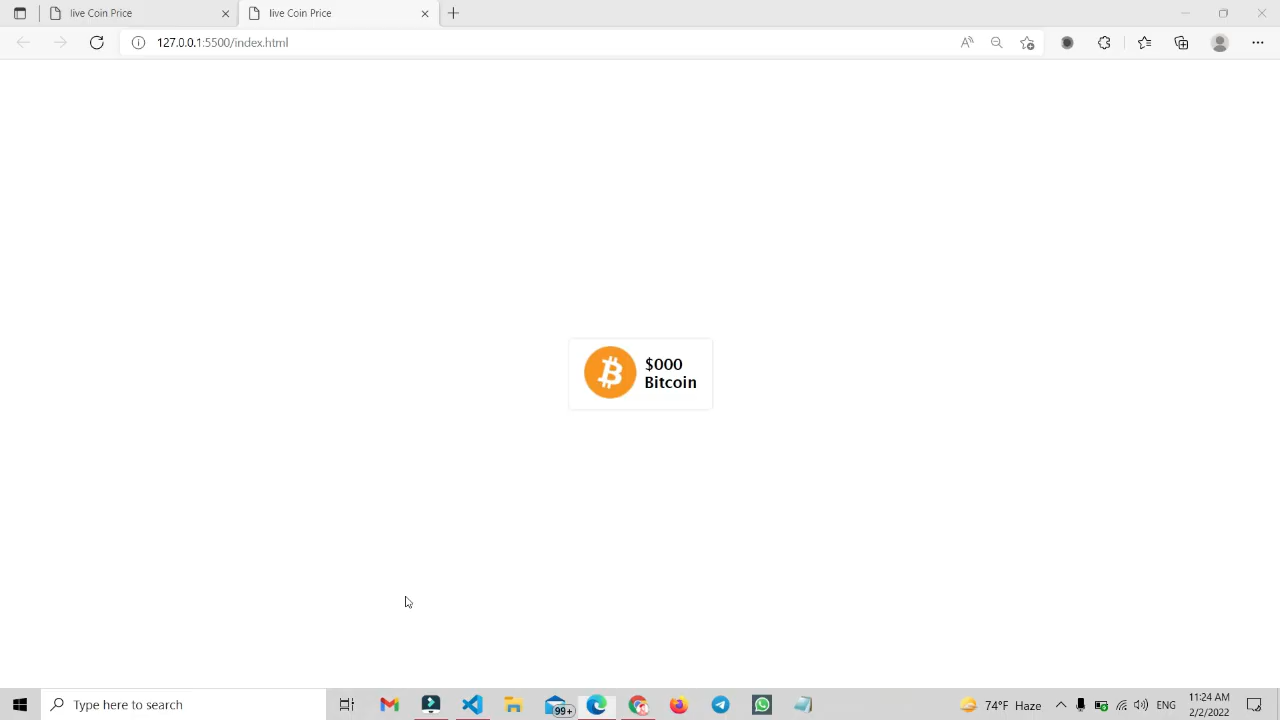 live Coin Price
live Coin Price
127.0.0.1:5500/index.html
$000
Bitcoin
Type here to search
99+
74°F Haze
ENG
11:24 AM
2/2/2022